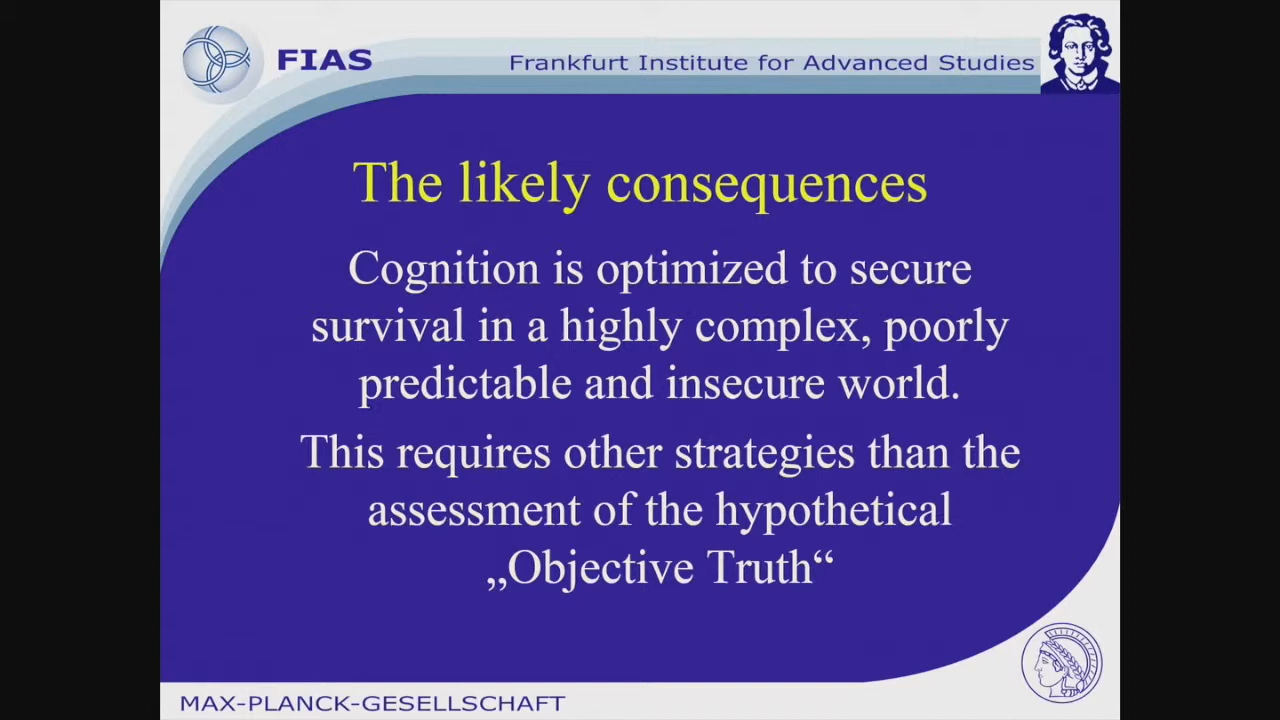 FIAS
Frankfurt Institute for Advanced Studies
The likely consequences
Cognition is optimized to secure
survival in a highly complex, poorly
predictable and insecure world.
This requires other strategies than the
assessment of the hypothetical
„Objective Truth“
MAX-PLANCK-GESELLSCHAFT